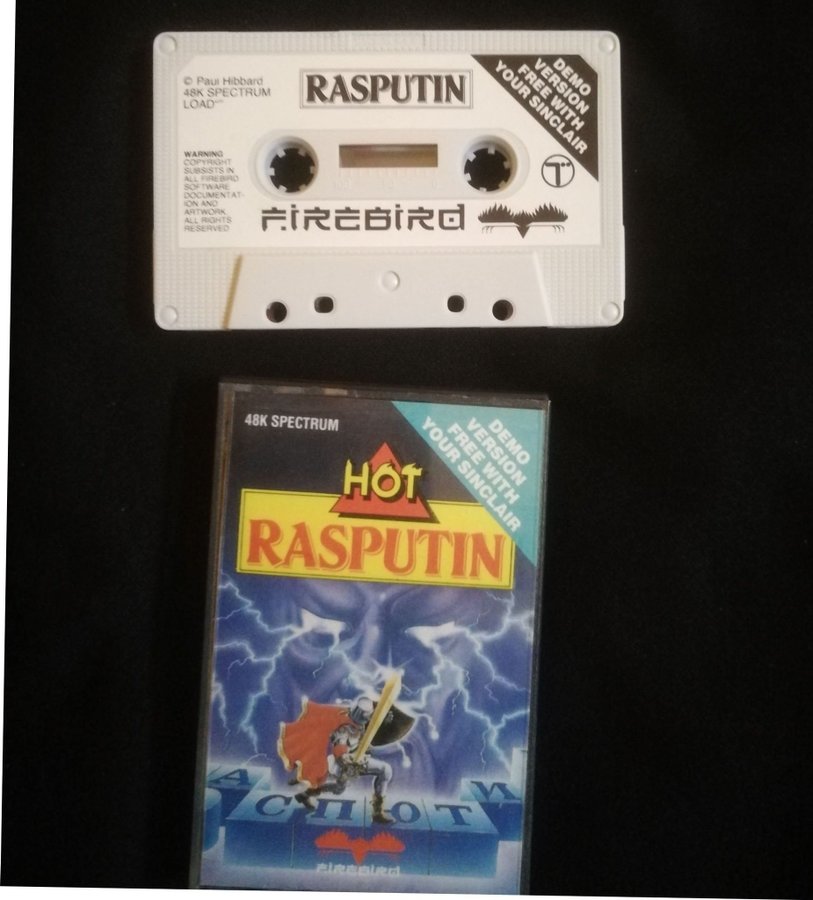 © Paul Hibbard
48K SPECTRUM
LOAD""
RASPUTIN
DEMO
VERSION
FREE WITH
YOUR SINCLAIR
WARNING
COPYRIGHT
SUBSISTS IN
ALL FIREBIRD
SOFTWARE
DOCUMENTAT-
ION AND
ARTWORK.
ALL RIGHTS
RESERVED
FIREBIRD
48K SPECTRUM
DEMO
VERSION
FREE WITH
YOUR SINCLAIR
HOT
RASPUTIN
А С П Ю Т И
FIREBIRD